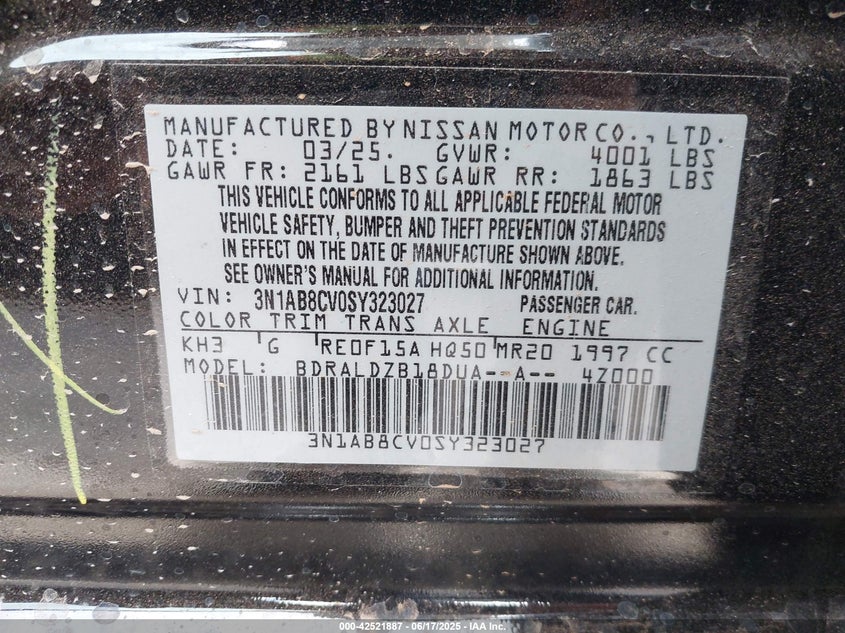 MANUFACTURED BY NISSAN MOTOR CO., LTD.
DATE: 03/25. GVWR: 4001 LBS
GAWR FR: 2161 LBS GAWR RR: 1863 LBS
THIS VEHICLE CONFORMS TO ALL APPLICABLE FEDERAL MOTOR
VEHICLE SAFETY, BUMPER AND THEFT PREVENTION STANDARDS
IN EFFECT ON THE DATE OF MANUFACTURE SHOWN ABOVE.
SEE OWNER'S MANUAL FOR ADDITIONAL INFORMATION.
VIN: 3N1AB8CV0SY323027 PASSENGER CAR.
COLOR TRIM TRANS AXLE ENGINE
KH3 G RE0F15A HQ50 MR20 1997 CC
MODEL: BDRALDZB18DUA--A-- 4Z000
3N1AB8CV0SY323027
000-42521887 - 06/17/2025 - IAA Inc.